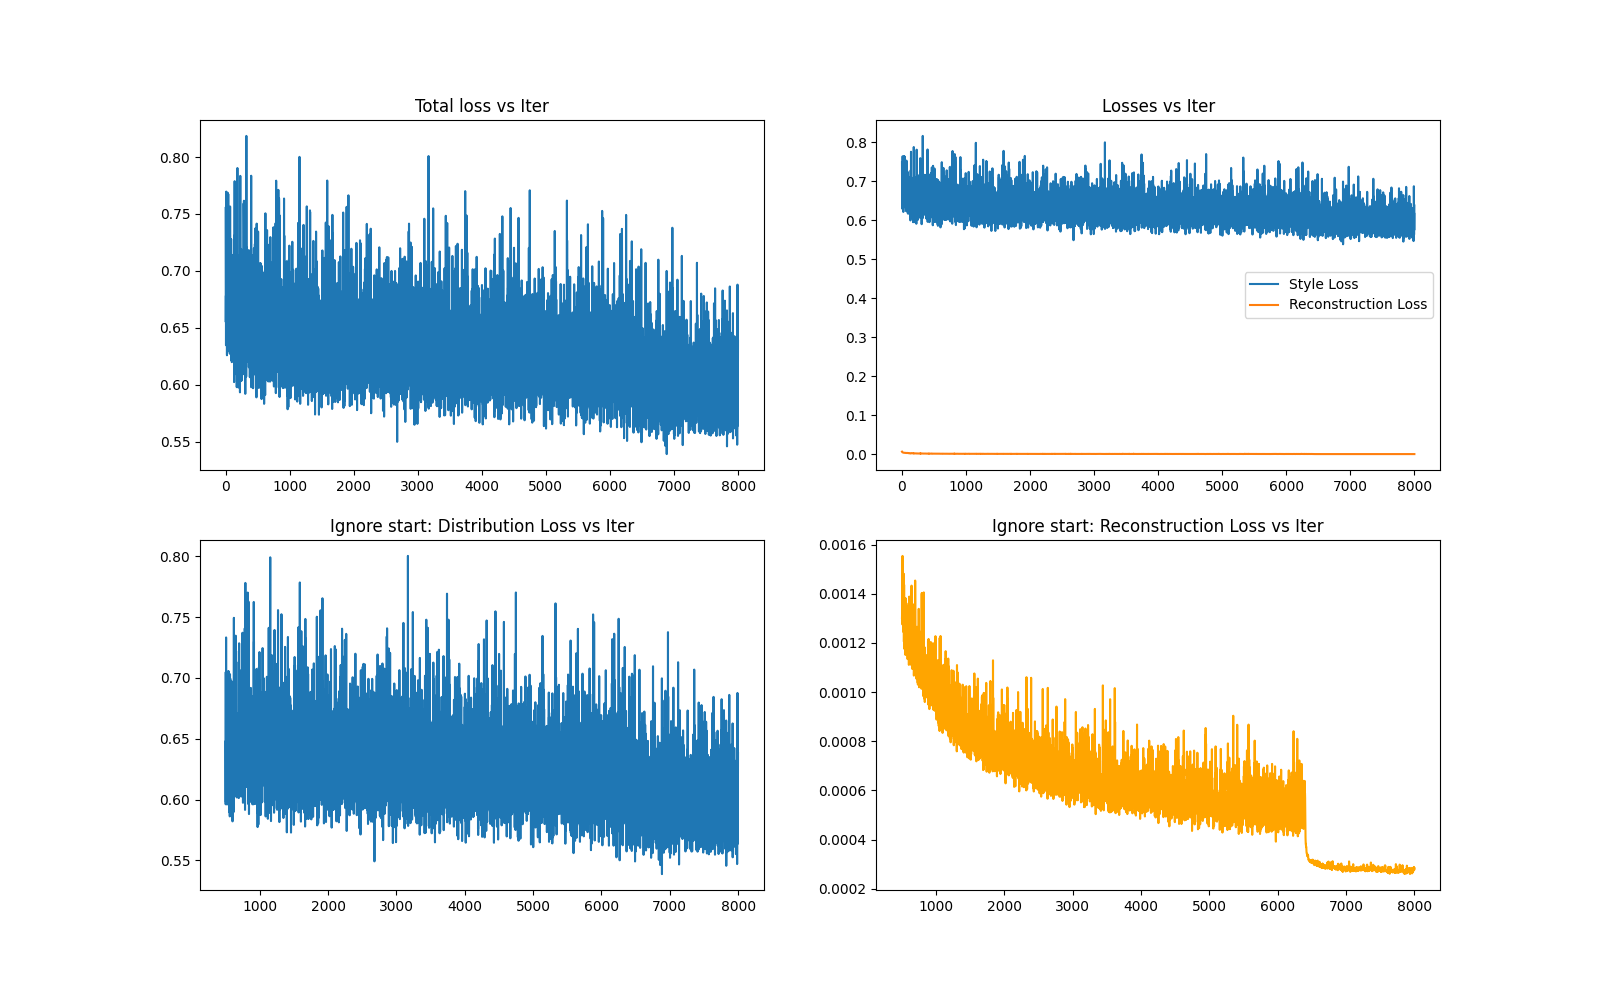 Total loss vs Iter
0.80
0.75
0.70
0.65
0.60
0.55
0 1000 2000 3000 4000 5000 6000 7000 8000
Losses vs Iter
0.8
0.7
0.6
0.5
0.4
0.3
0.2
0.1
0.0
Style Loss
Reconstruction Loss
0 1000 2000 3000 4000 5000 6000 7000 8000
Ignore start: Distribution Loss vs Iter
0.80
0.75
0.70
0.65
0.60
0.55
1000 2000 3000 4000 5000 6000 7000 8000
Ignore start: Reconstruction Loss vs Iter
0.0016
0.0014
0.0012
0.0010
0.0008
0.0006
0.0004
0.0002
1000 2000 3000 4000 5000 6000 7000 8000